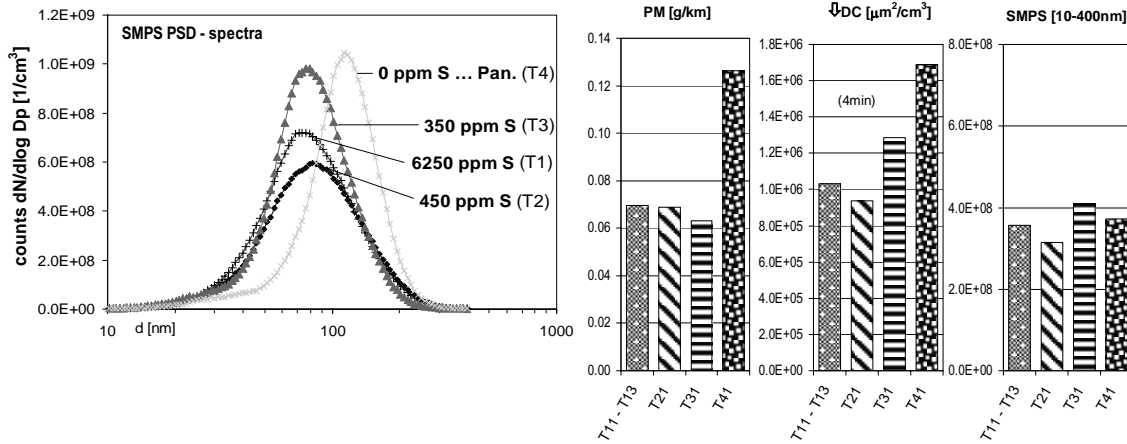 SMPS PSD - spectra
counts dN/dlog Dp [1/cm³]
1.2E+09
1.0E+09
8.0E+08
6.0E+08
4.0E+08
2.0E+08
0.0E+00
10
100
1000
d [nm]
0 ppm S ... Pan. (T4)
350 ppm S (T3)
6250 ppm S (T1)
450 ppm S (T2)
PM [g/km]
0.14
0.12
0.10
0.08
0.06
0.04
0.02
0.00
T11 - T13
T21
T31
T41
⇩DC [µm²/cm³]
1.8E+06
1.6E+06
1.4E+06
1.2E+06
1.0E+06
8.0E+05
6.0E+05
4.0E+05
2.0E+05
0.0E+00
(4min)
T11 - T13
T21
T31
T41
SMPS [10-400nm]
8.0E+08
6.0E+08
4.0E+08
2.0E+08
0.0E+00
T11 - T13
T21
T31
T41